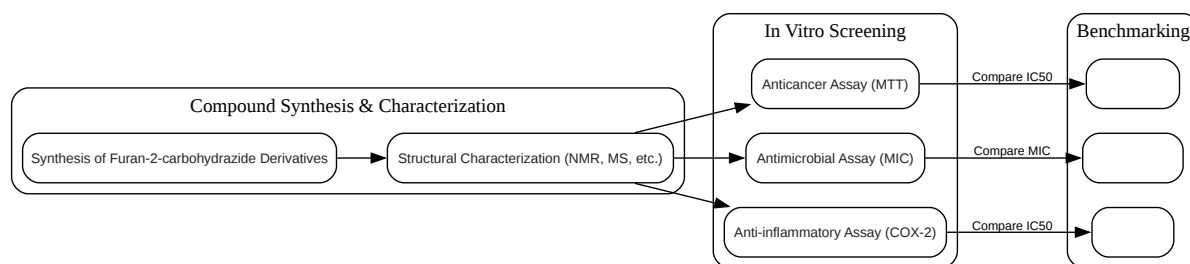 Compound Synthesis & Characterization
Synthesis of Furan-2-carbohydrazide Derivatives
Structural Characterization (NMR, MS, etc.)
In Vitro Screening
Anticancer Assay (MTT)
Antimicrobial Assay (MIC)
Anti-inflammatory Assay (COX-2)
Compare IC50
Compare MIC
Compare IC50
Benchmarking